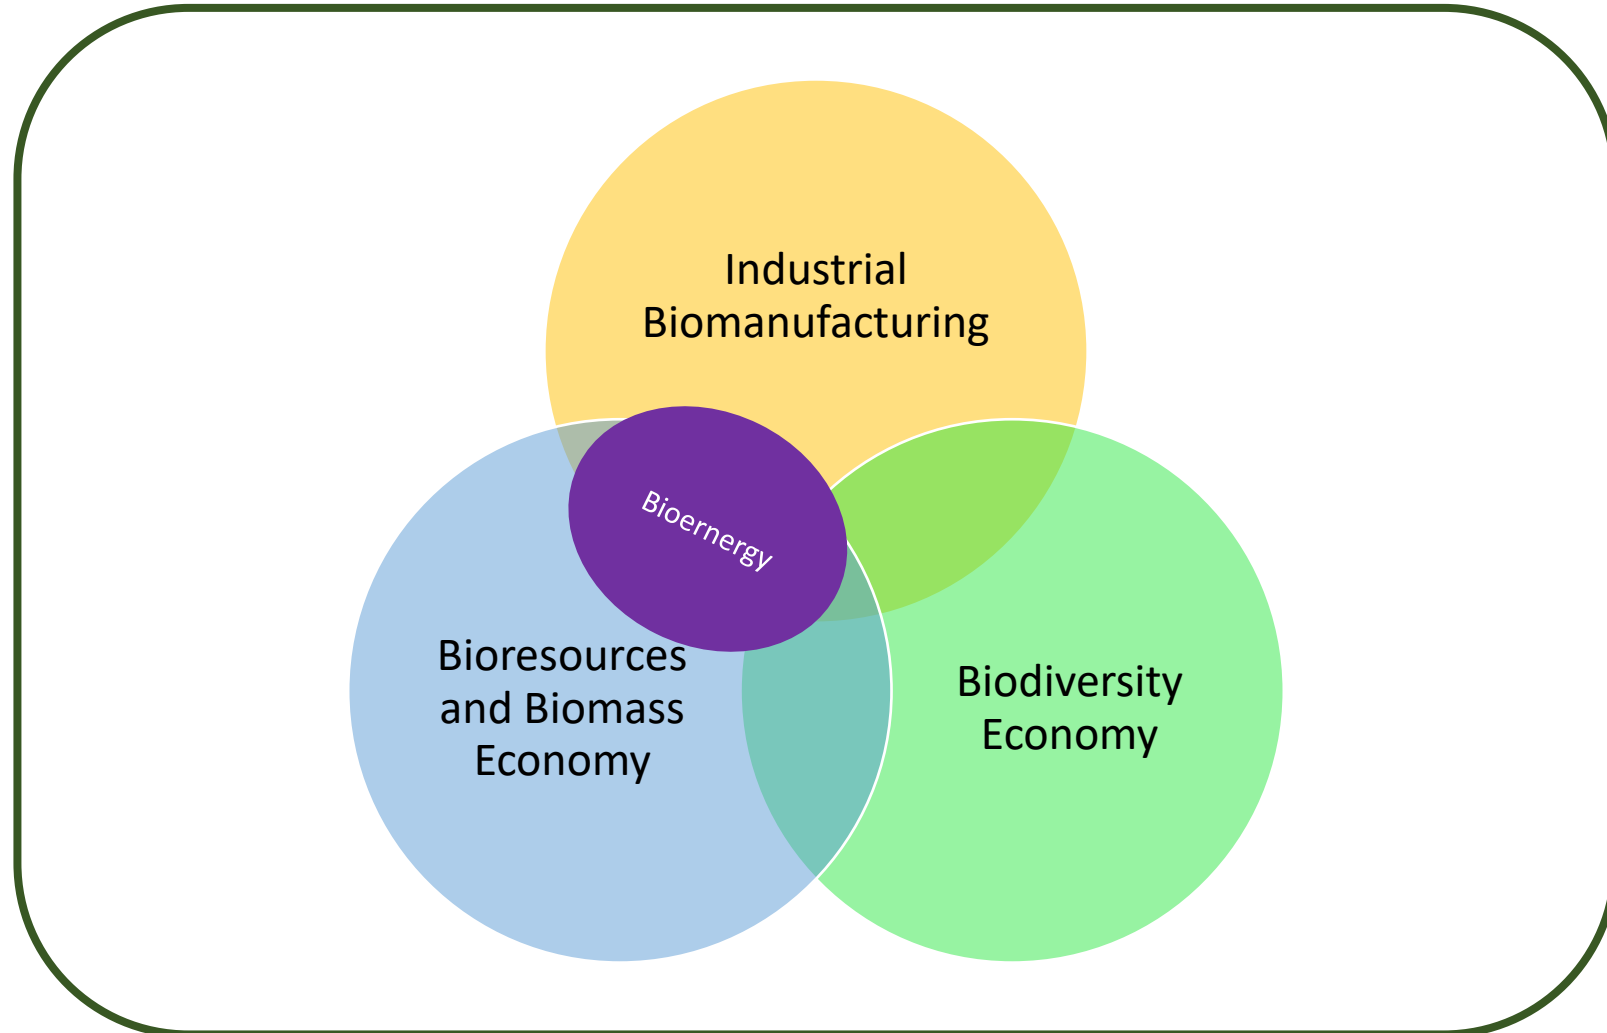 Industrial
Biomanufacturing
Bioernergy
Bioresources
and Biomass
Economy
Biodiversity
Economy